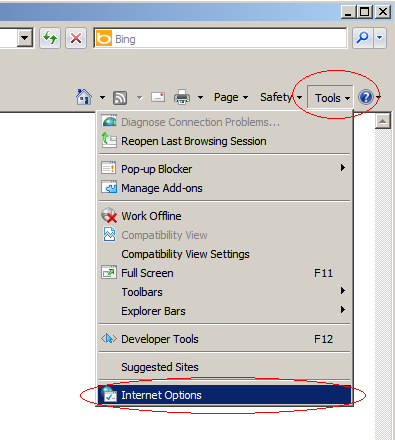 Bing
Page Safety Tools
Diagnose Connection Problems...
Reopen Last Browsing Session
Pop-up Blocker
Manage Add-ons
Work Offline
Compatibility View
Compatibility View Settings
Full Screen F11
Toolbars
Explorer Bars
Developer Tools F12
Suggested Sites
Internet Options